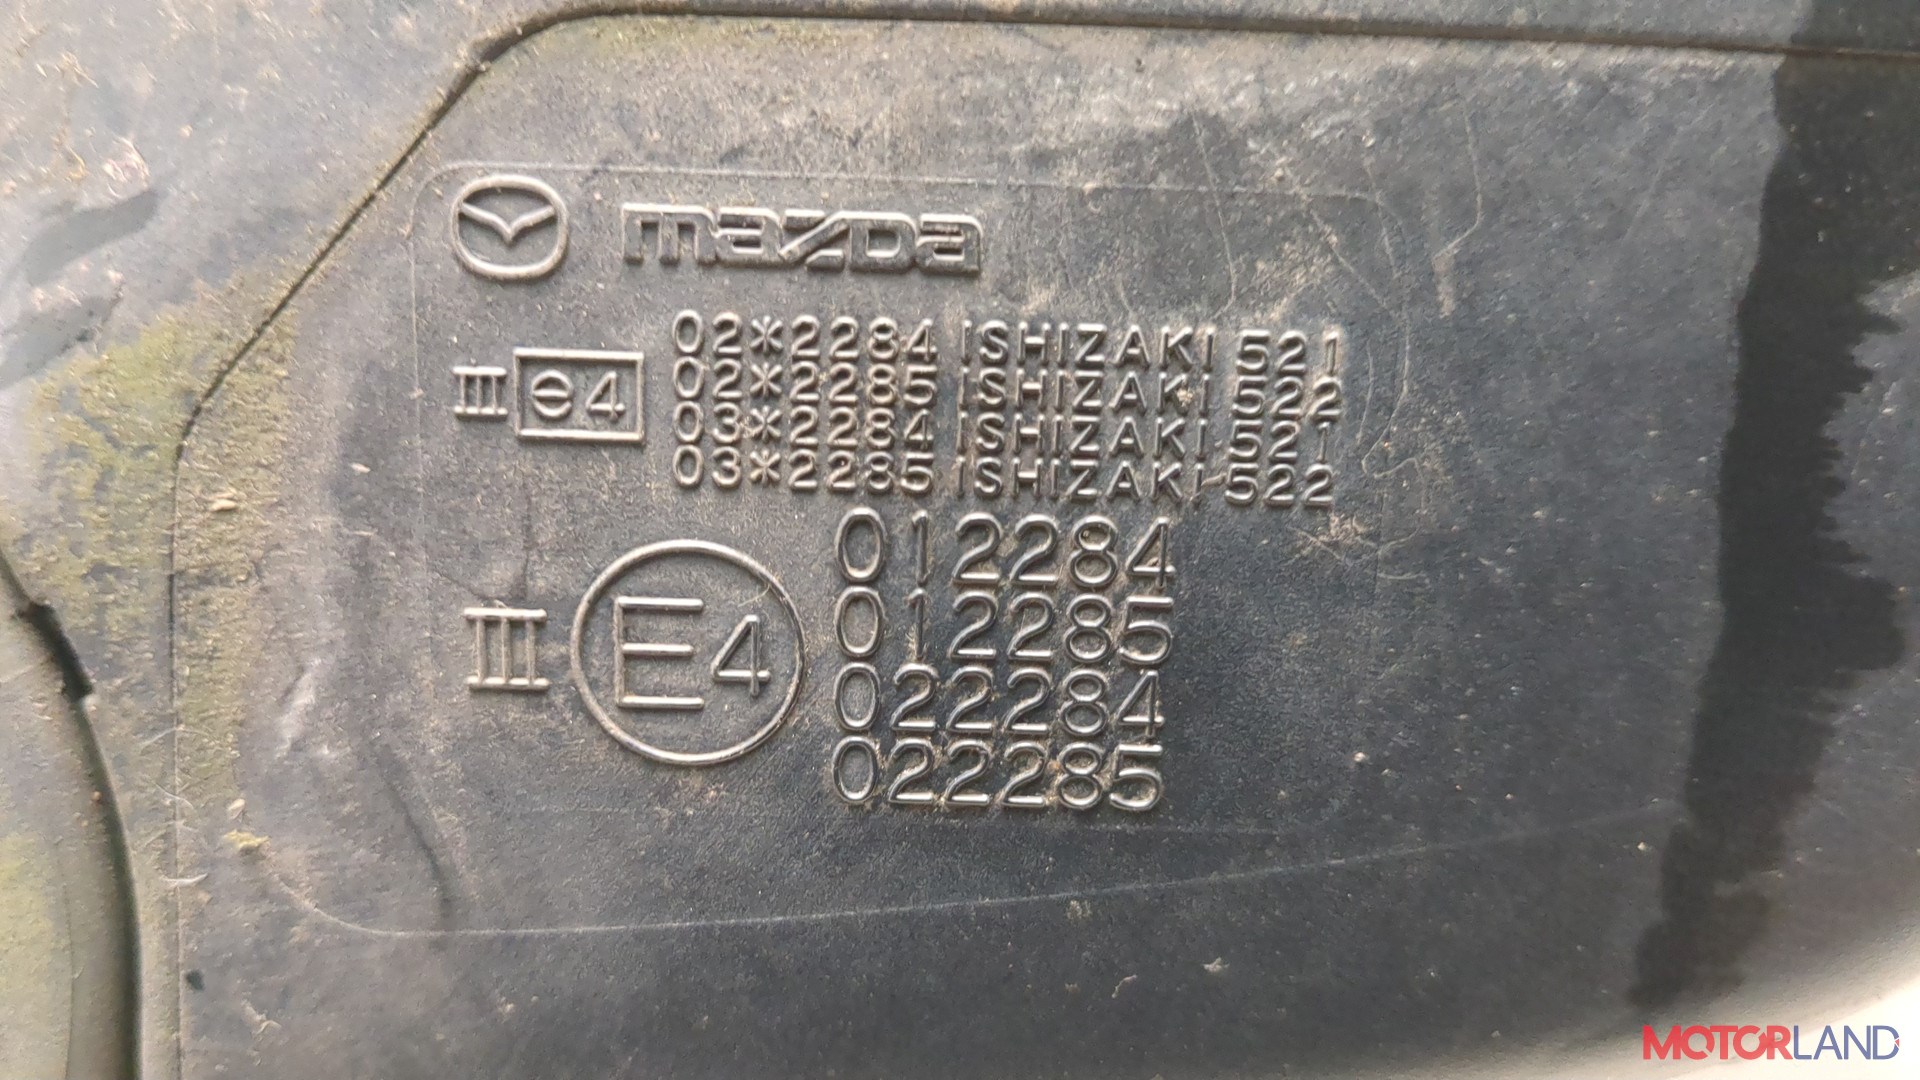 mazDa
III e4
02*2284 ISHIZAKI 521
02*2285 ISHIZAKI 522
03*2284 ISHIZAKI 521
03*2285 ISHIZAKI 522
III E4
012284
012285
022284
022285
MOTORLAND